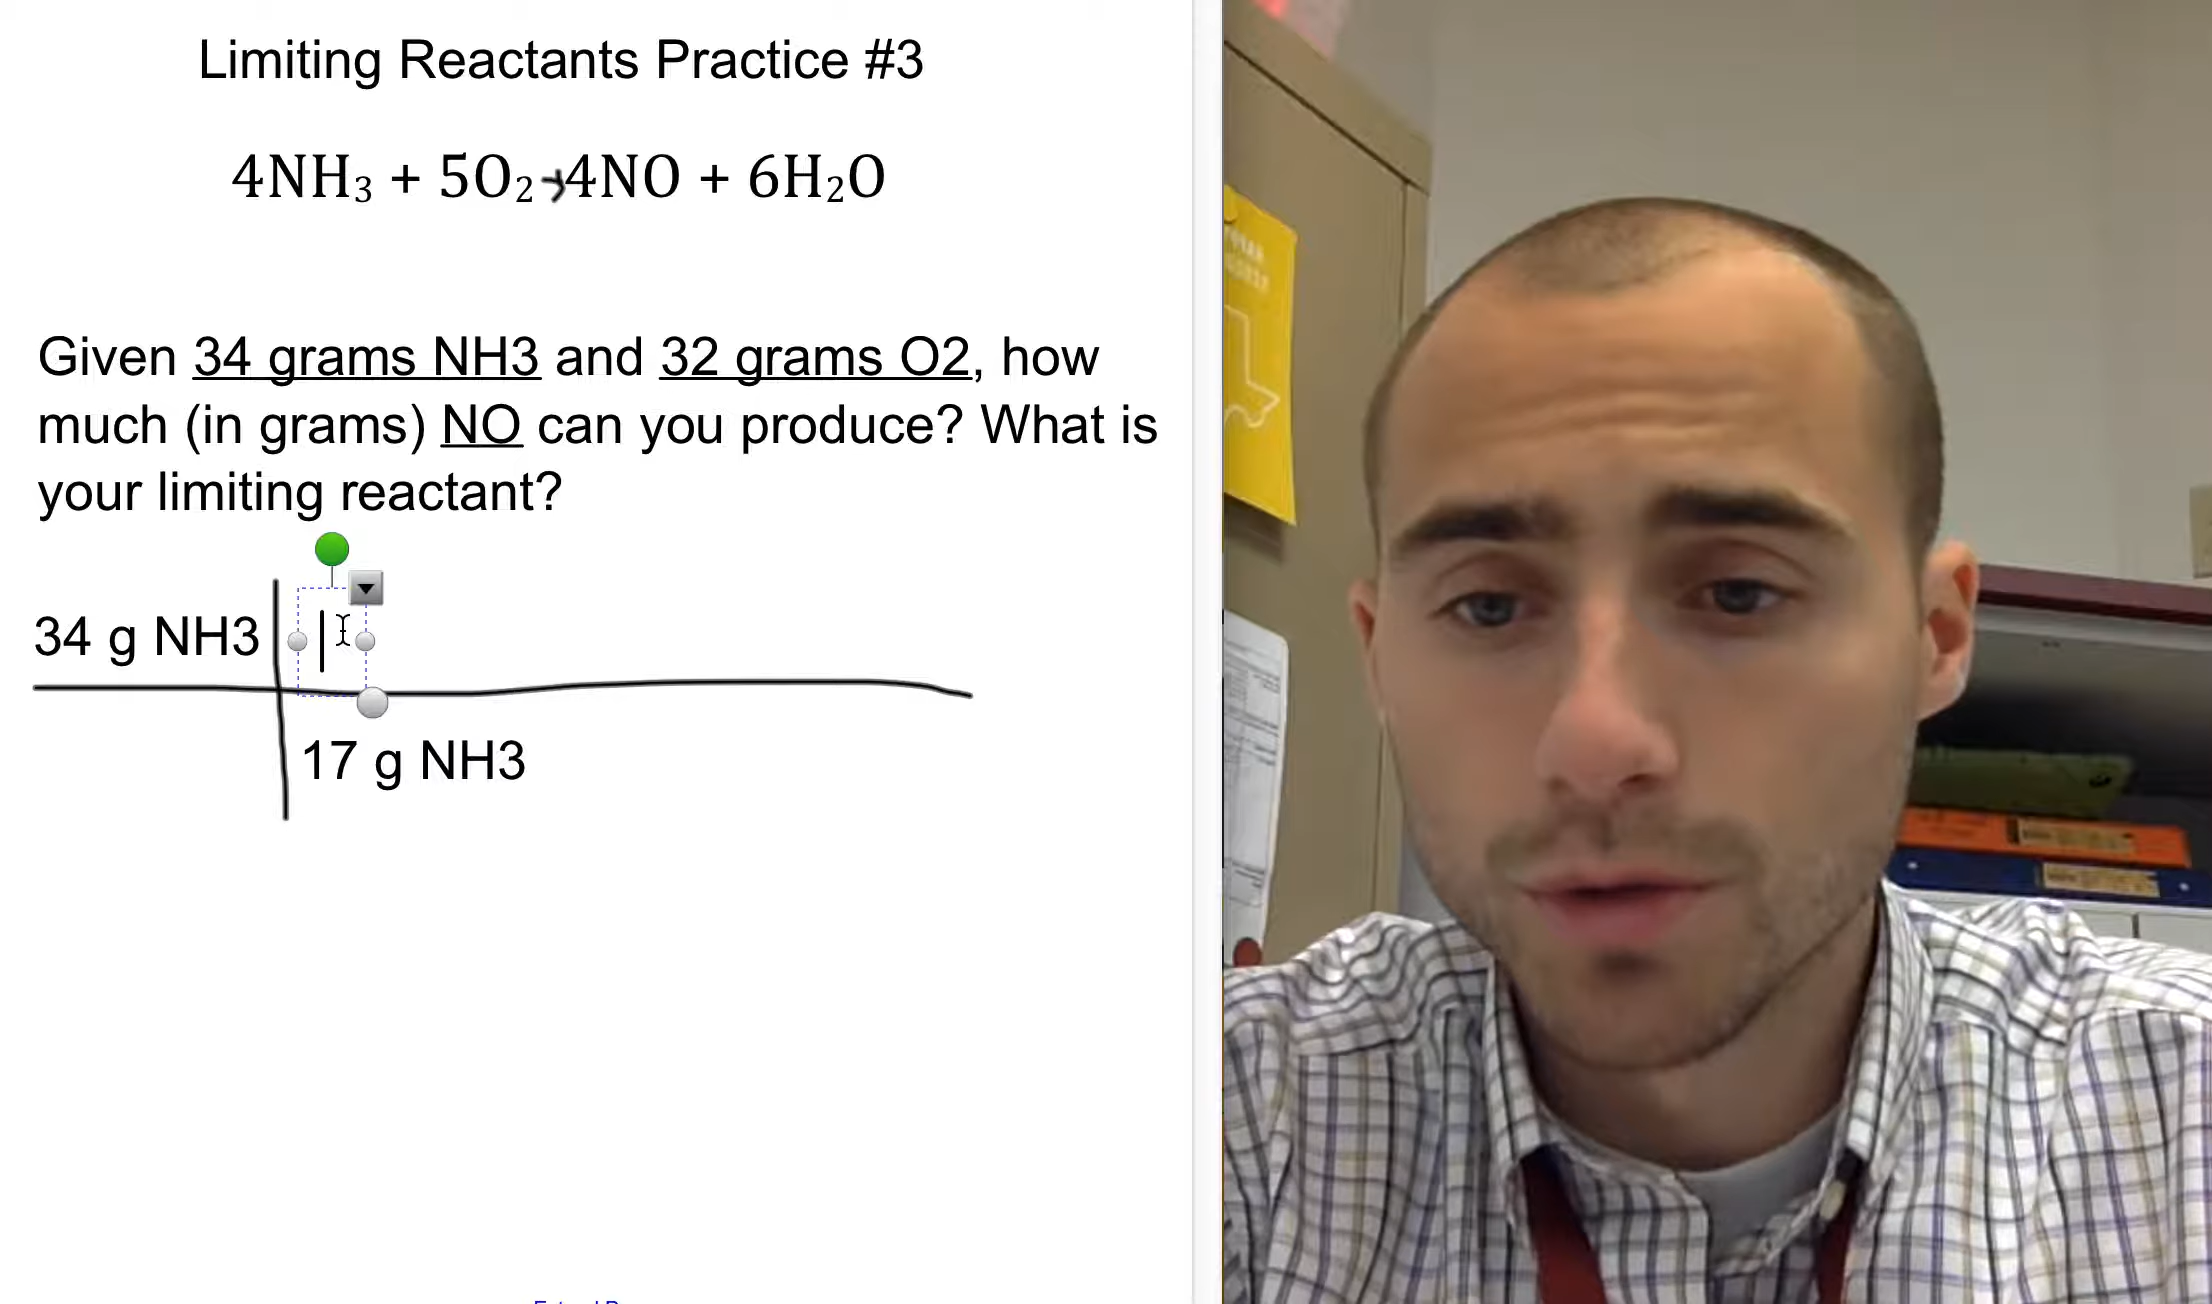 Limiting Reactants Practice #3
4NH₃ + 5O₂→4NO + 6H₂O
Given 34 grams NH3 and 32 grams O2, how
much (in grams) NO can you produce? What is
your limiting reactant?
34 g NH3
17 g NH3